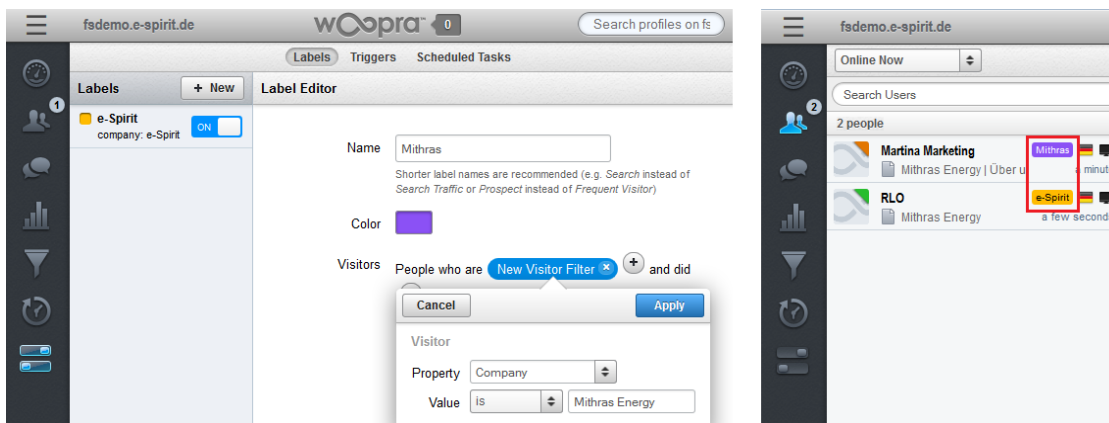 fsdemo.e-spirit.de
woopra 0
Search profiles on fs
Labels Triggers Scheduled Tasks
1
Labels
+ New
Label Editor
e-Spirit
company: e-Spirit
ON
Name Mithras
Shorter label names are recommended (e.g. Search instead of
Search Traffic or Prospect instead of Frequent Visitor)
Color
Visitors People who are New Visitor Filter × + and did
Cancel Apply
Visitor
Property Company
Value is Mithras Energy
fsdemo.e-spirit.de
Online Now
Search Users
2
2 people
Martina Marketing Mithras
Mithras Energy | Über u a minut
RLO e-Spirit
Mithras Energy a few second